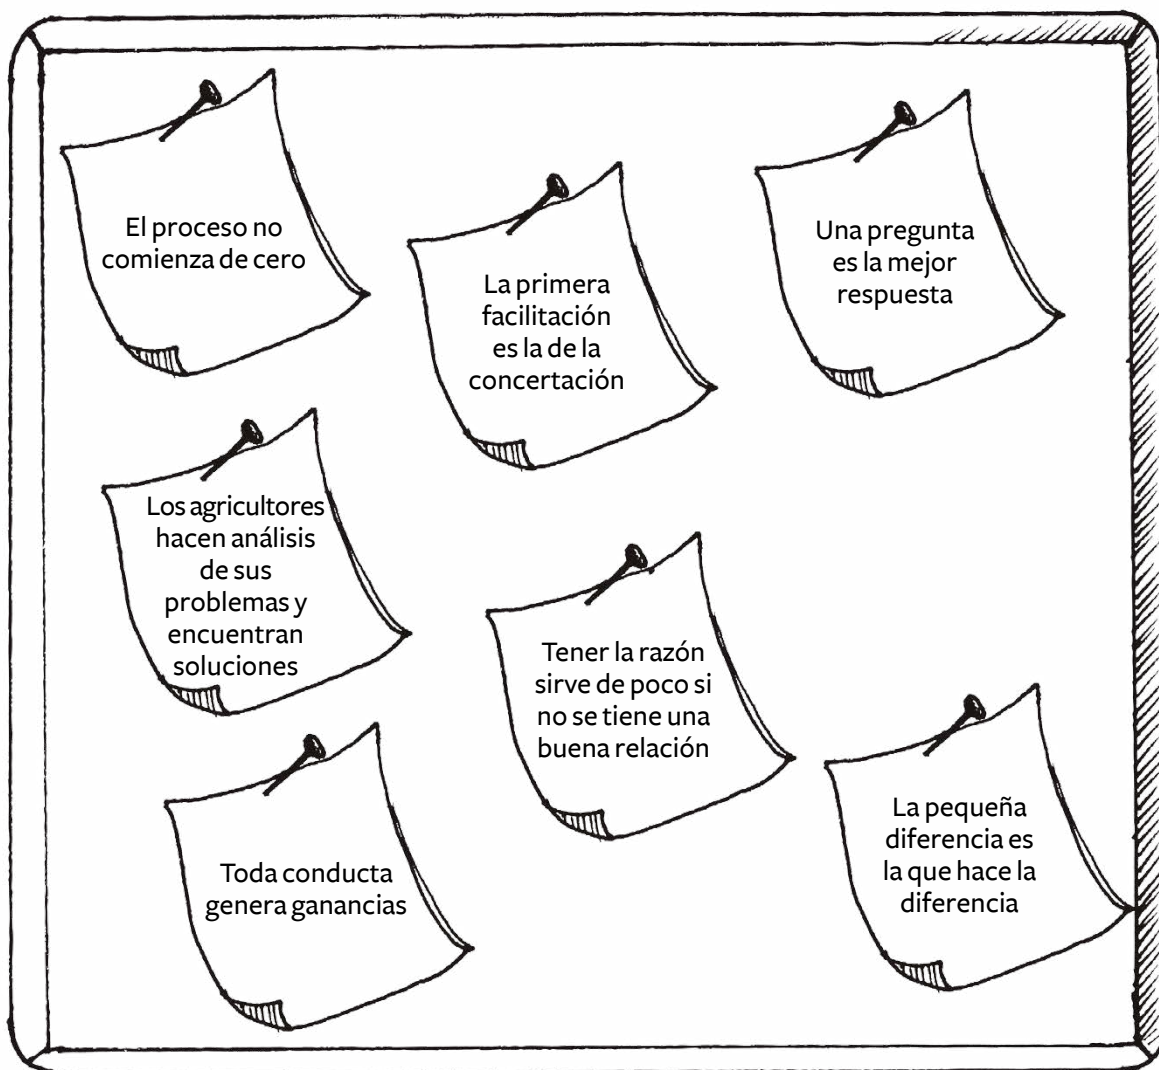 El proceso no
comienza de cero
La primera
facilitación
es la de la
concertación
Una pregunta
es la mejor
respuesta
Los agricultores
hacen análisis
de sus
problemas y
encuentran
soluciones
Tener la razón
sirve de poco si
no se tiene una
buena relación
Toda conducta
genera ganancias
La pequeña
diferencia es
la que hace la
diferencia